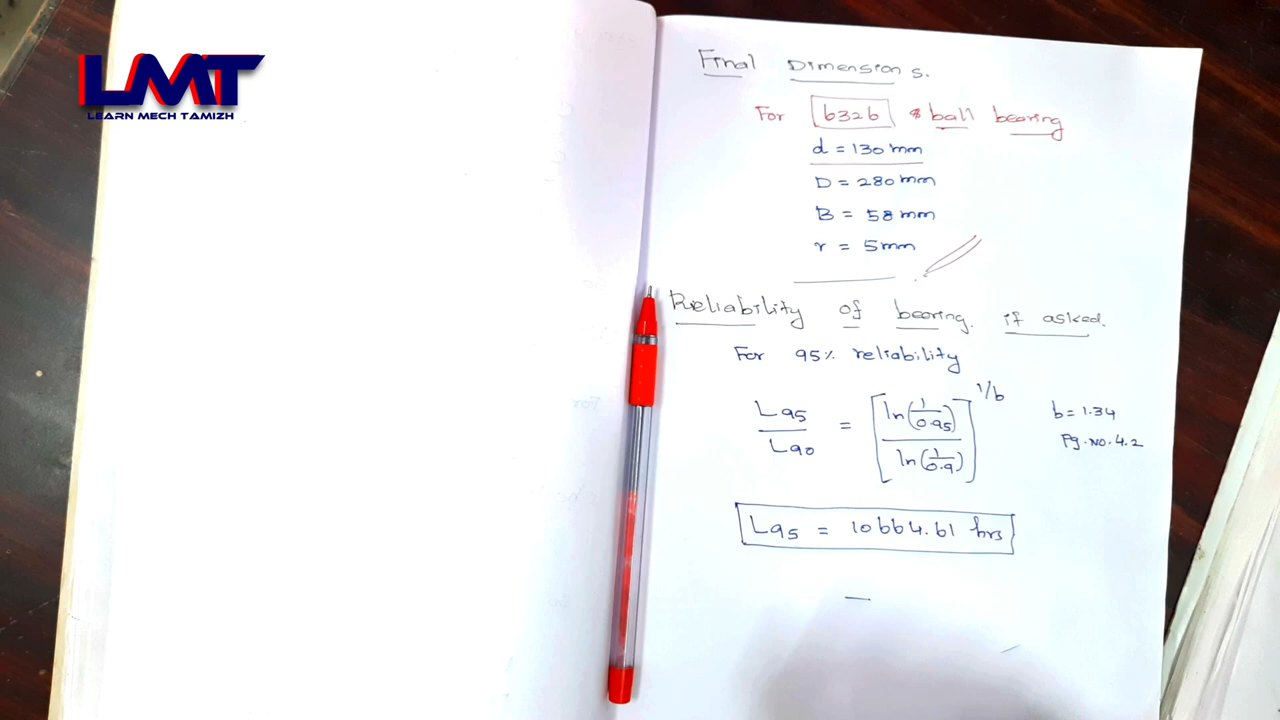 LMT
LEARN MECH TAMIZH
Final Dimensions.
For 6326 ball bearing
d = 130 mm
D = 280 mm
B = 58 mm
r = 5 mm
Reliability of bearing. if asked.
For 95% reliability
L95 / L90 = [ ln(1/0.95) / ln(1/0.9) ]^1/b
b = 1.34
Pg. No. 4.2
L95 = 10664.61 hrs